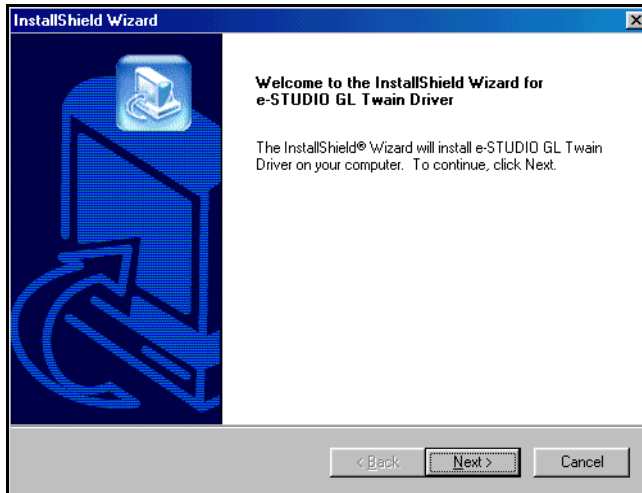 InstallShield Wizard
Welcome to the InstallShield Wizard for
e-STUDIO GL Twain Driver
The InstallShield® Wizard will install e-STUDIO GL Twain
Driver on your computer. To continue, click Next.
< Back
Next >
Cancel